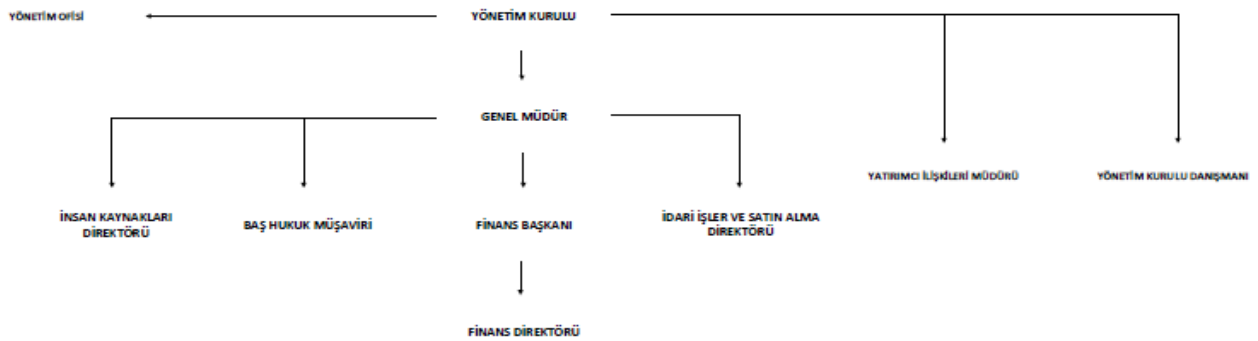 YÖNETİM OFİSİ
YÖNETİM KURULU
GENEL MÜDÜR
YATIRIMCI İLİŞKİLERİ MÜDÜRÜ
YÖNETİM KURULU DANIŞMANI
İNSAN KAYNAKLARI
DİREKTÖRÜ
BAŞ HUKUK MÜŞAVİRİ
FİNANS BAŞKANI
İDARİ İŞLER VE SATIN ALMA
DİREKTÖRÜ
FİNANS DİREKTÖRÜ